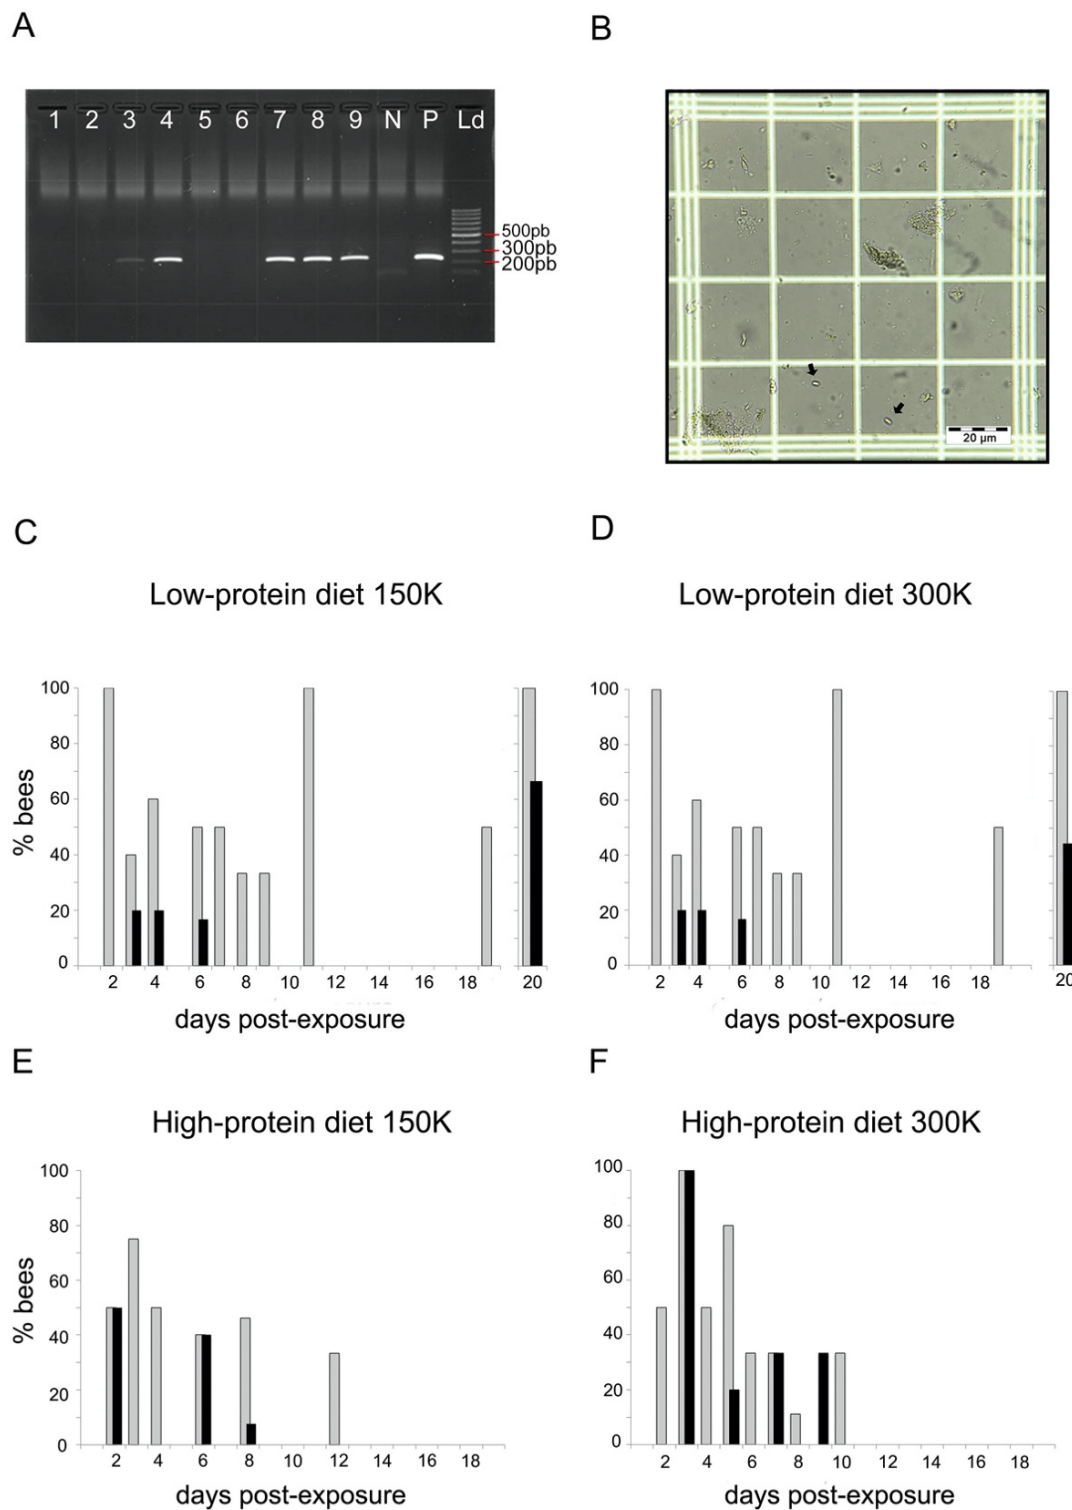 A
B
1 2 3 4 5 6 7 8 9 N P Ld
500pb
300pb
200pb
20 µm
C
D
Low-protein diet 150K
Low-protein diet 300K
100
80
60
40
20
0
% bees
2 4 6 8 10 12 14 16 18 20
days post-exposure
100
80
60
40
20
0
2 4 6 8 10 12 14 16 18 20
days post-exposure
E
F
High-protein diet 150K
High-protein diet 300K
100
80
60
40
20
0
% bees
2 4 6 8 10 12 14 16 18
days post-exposure
100
80
60
40
20
0
2 4 6 8 10 12 14 16 18
days post-exposure